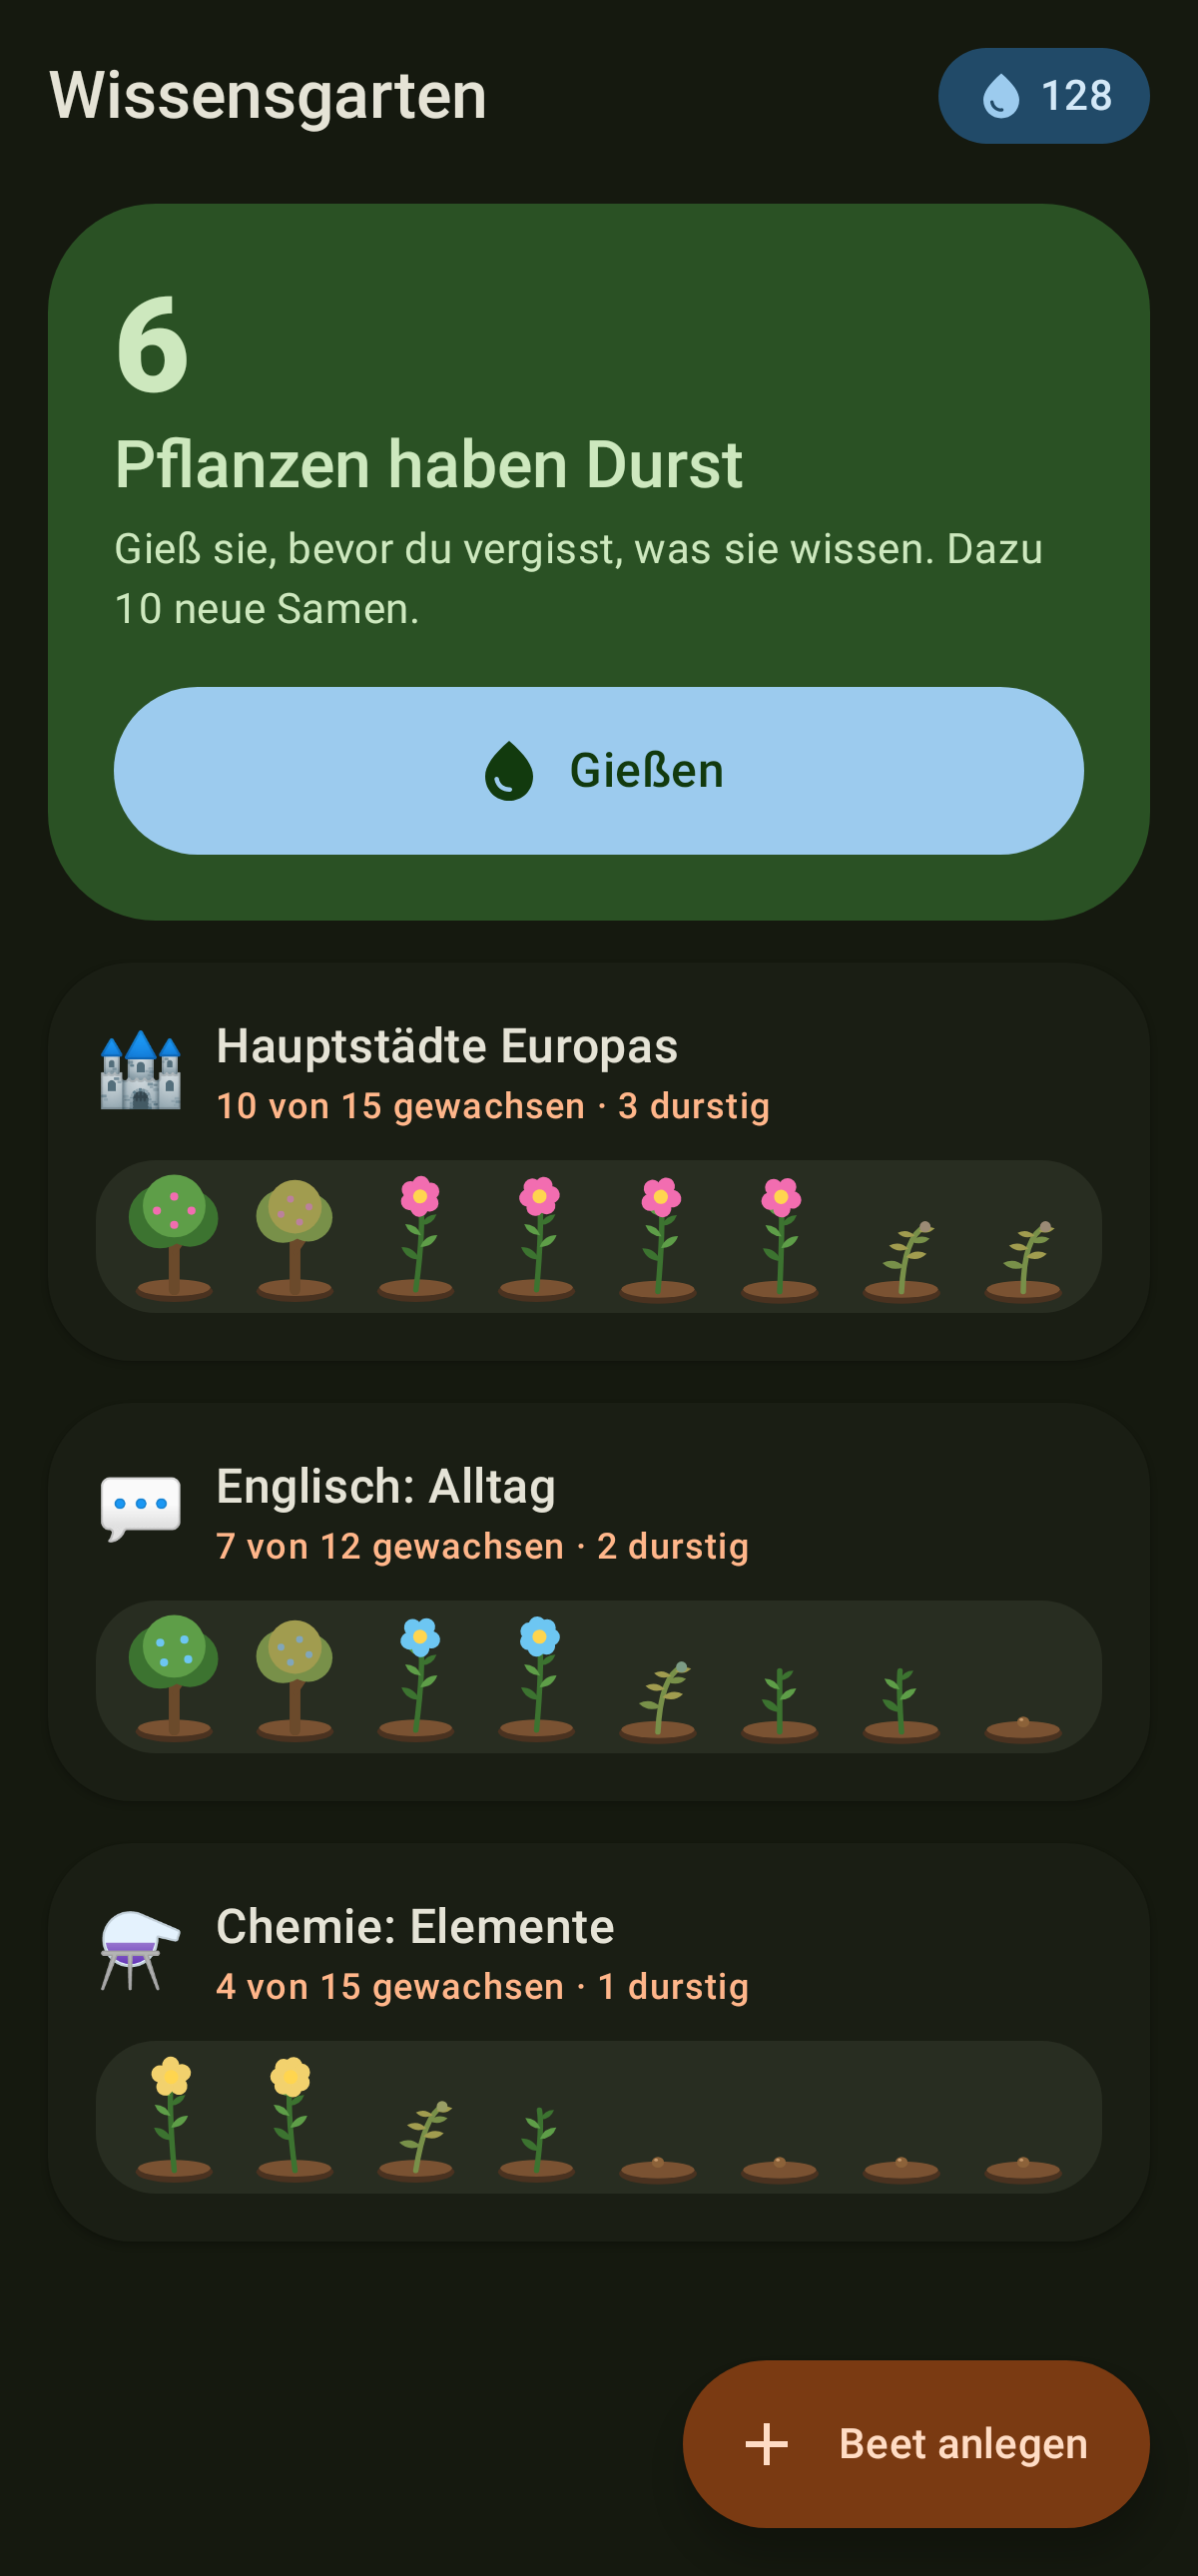 Wissensgarten
128
6
Pflanzen haben Durst
Gieß sie, bevor du vergisst, was sie wissen. Dazu
10 neue Samen.
Gießen
Hauptstädte Europas
10 von 15 gewachsen · 3 durstig
Englisch: Alltag
7 von 12 gewachsen · 2 durstig
Chemie: Elemente
4 von 15 gewachsen · 1 durstig
Beet anlegen